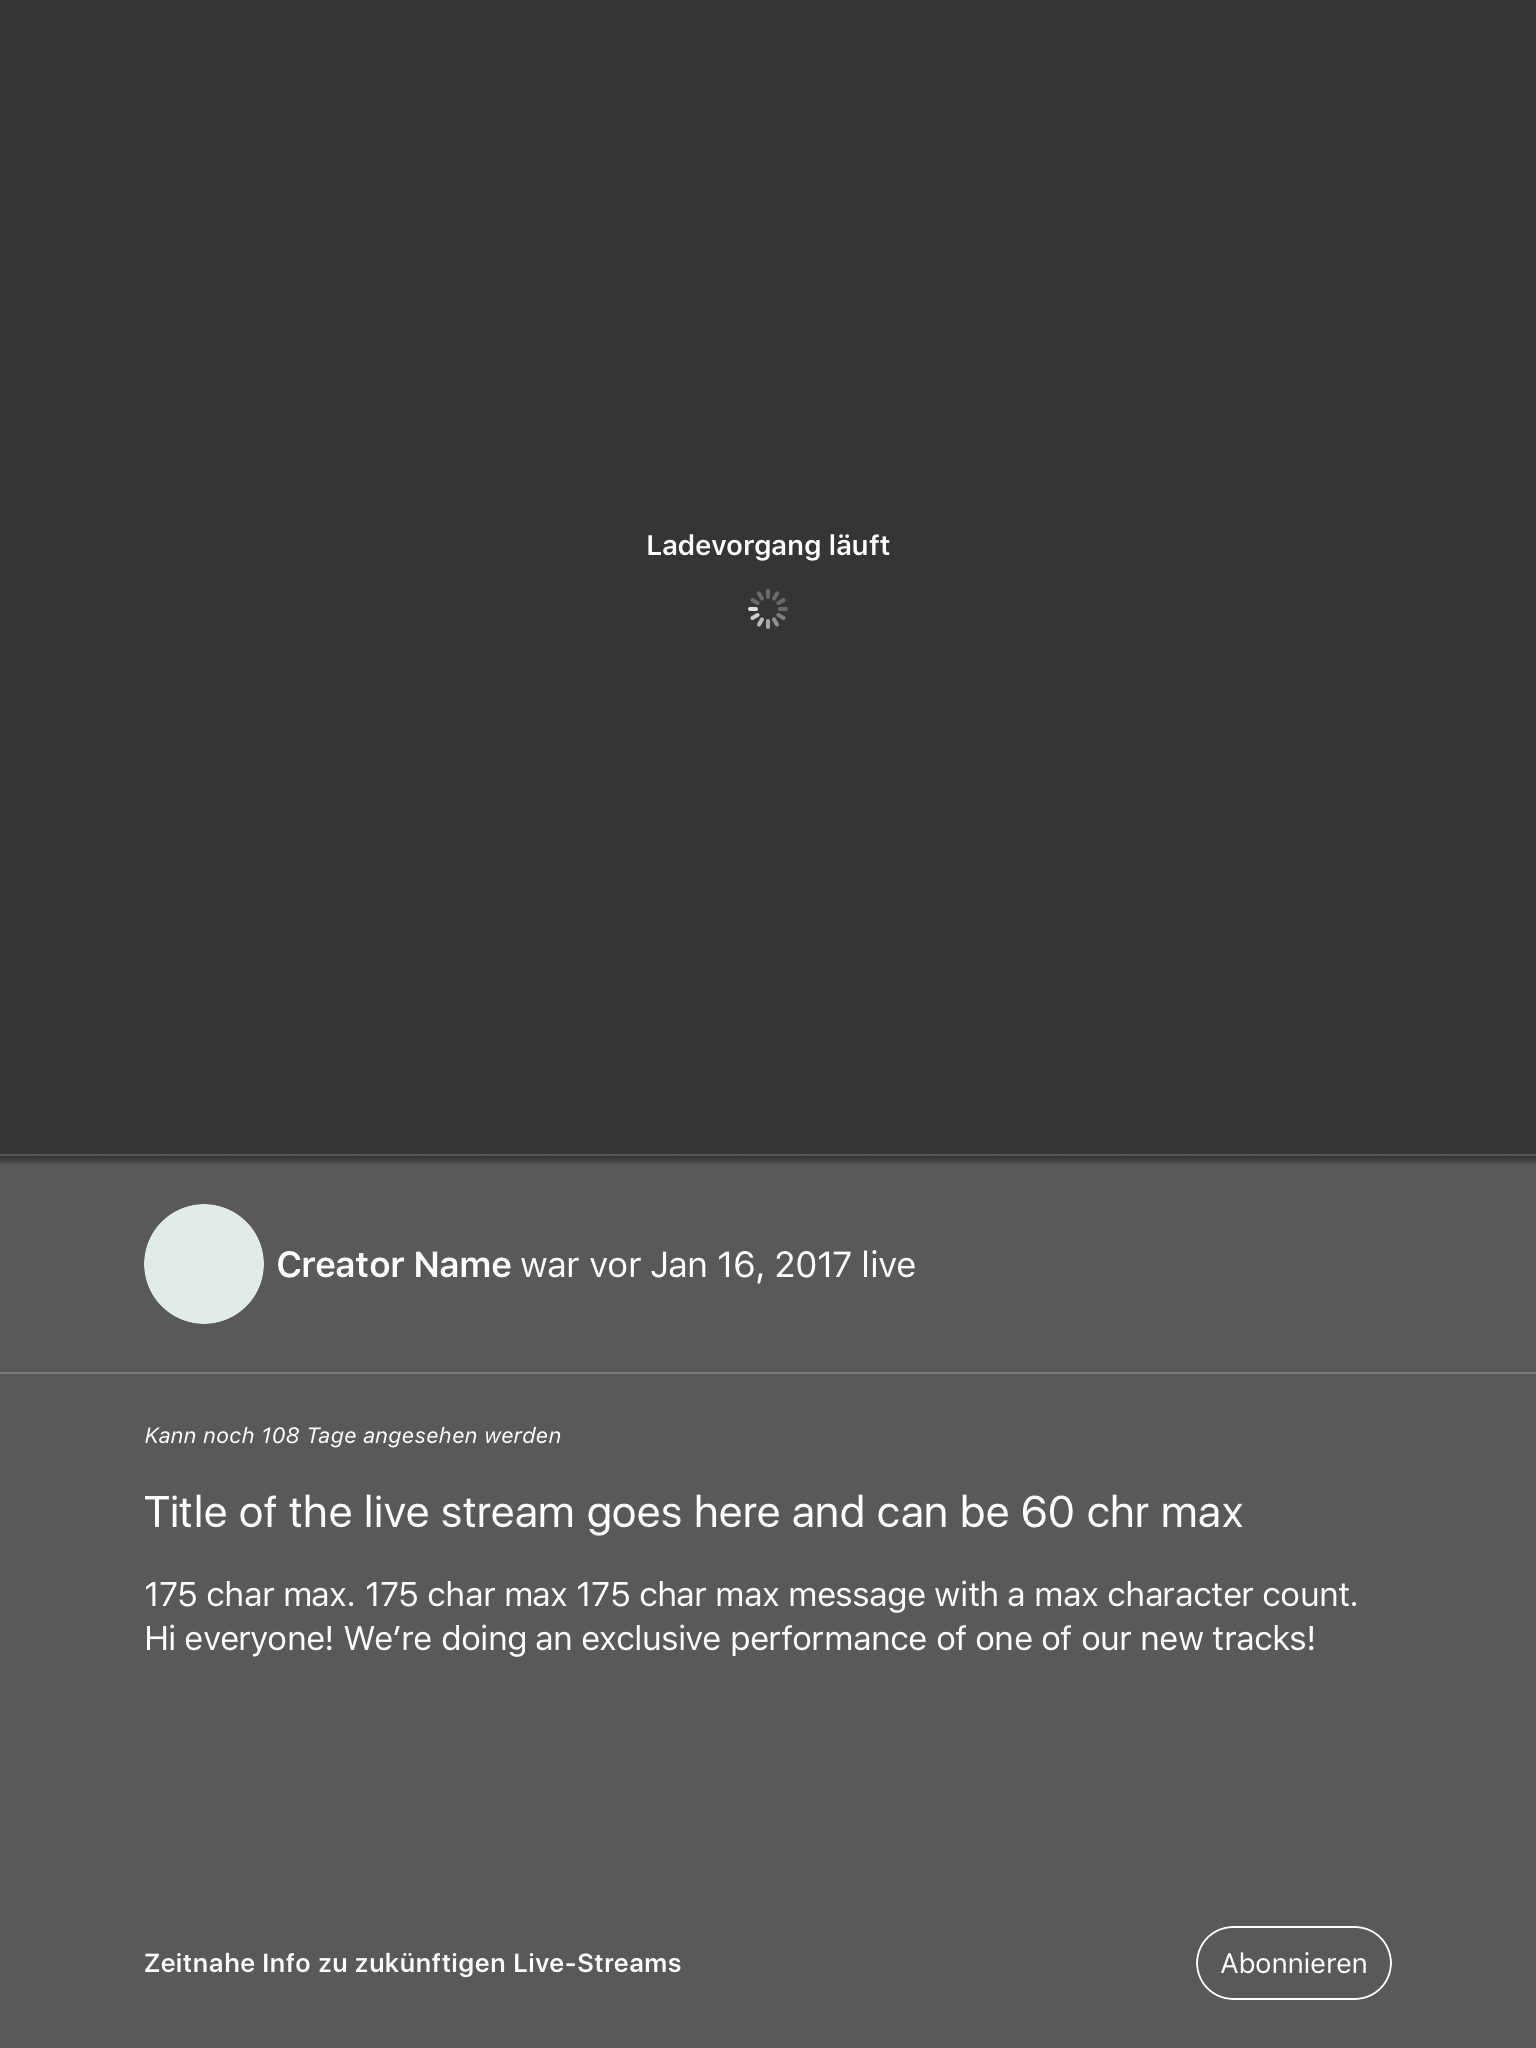 Ladevorgang läuft
Creator Name war vor Jan 16, 2017 live
Kann noch 108 Tage angesehen werden
Title of the live stream goes here and can be 60 chr max
175 char max. 175 char max 175 char max message with a max character count.
Hi everyone! We’re doing an exclusive performance of one of our new tracks!
Zeitnahe Info zu zukünftigen Live-Streams
Abonnieren